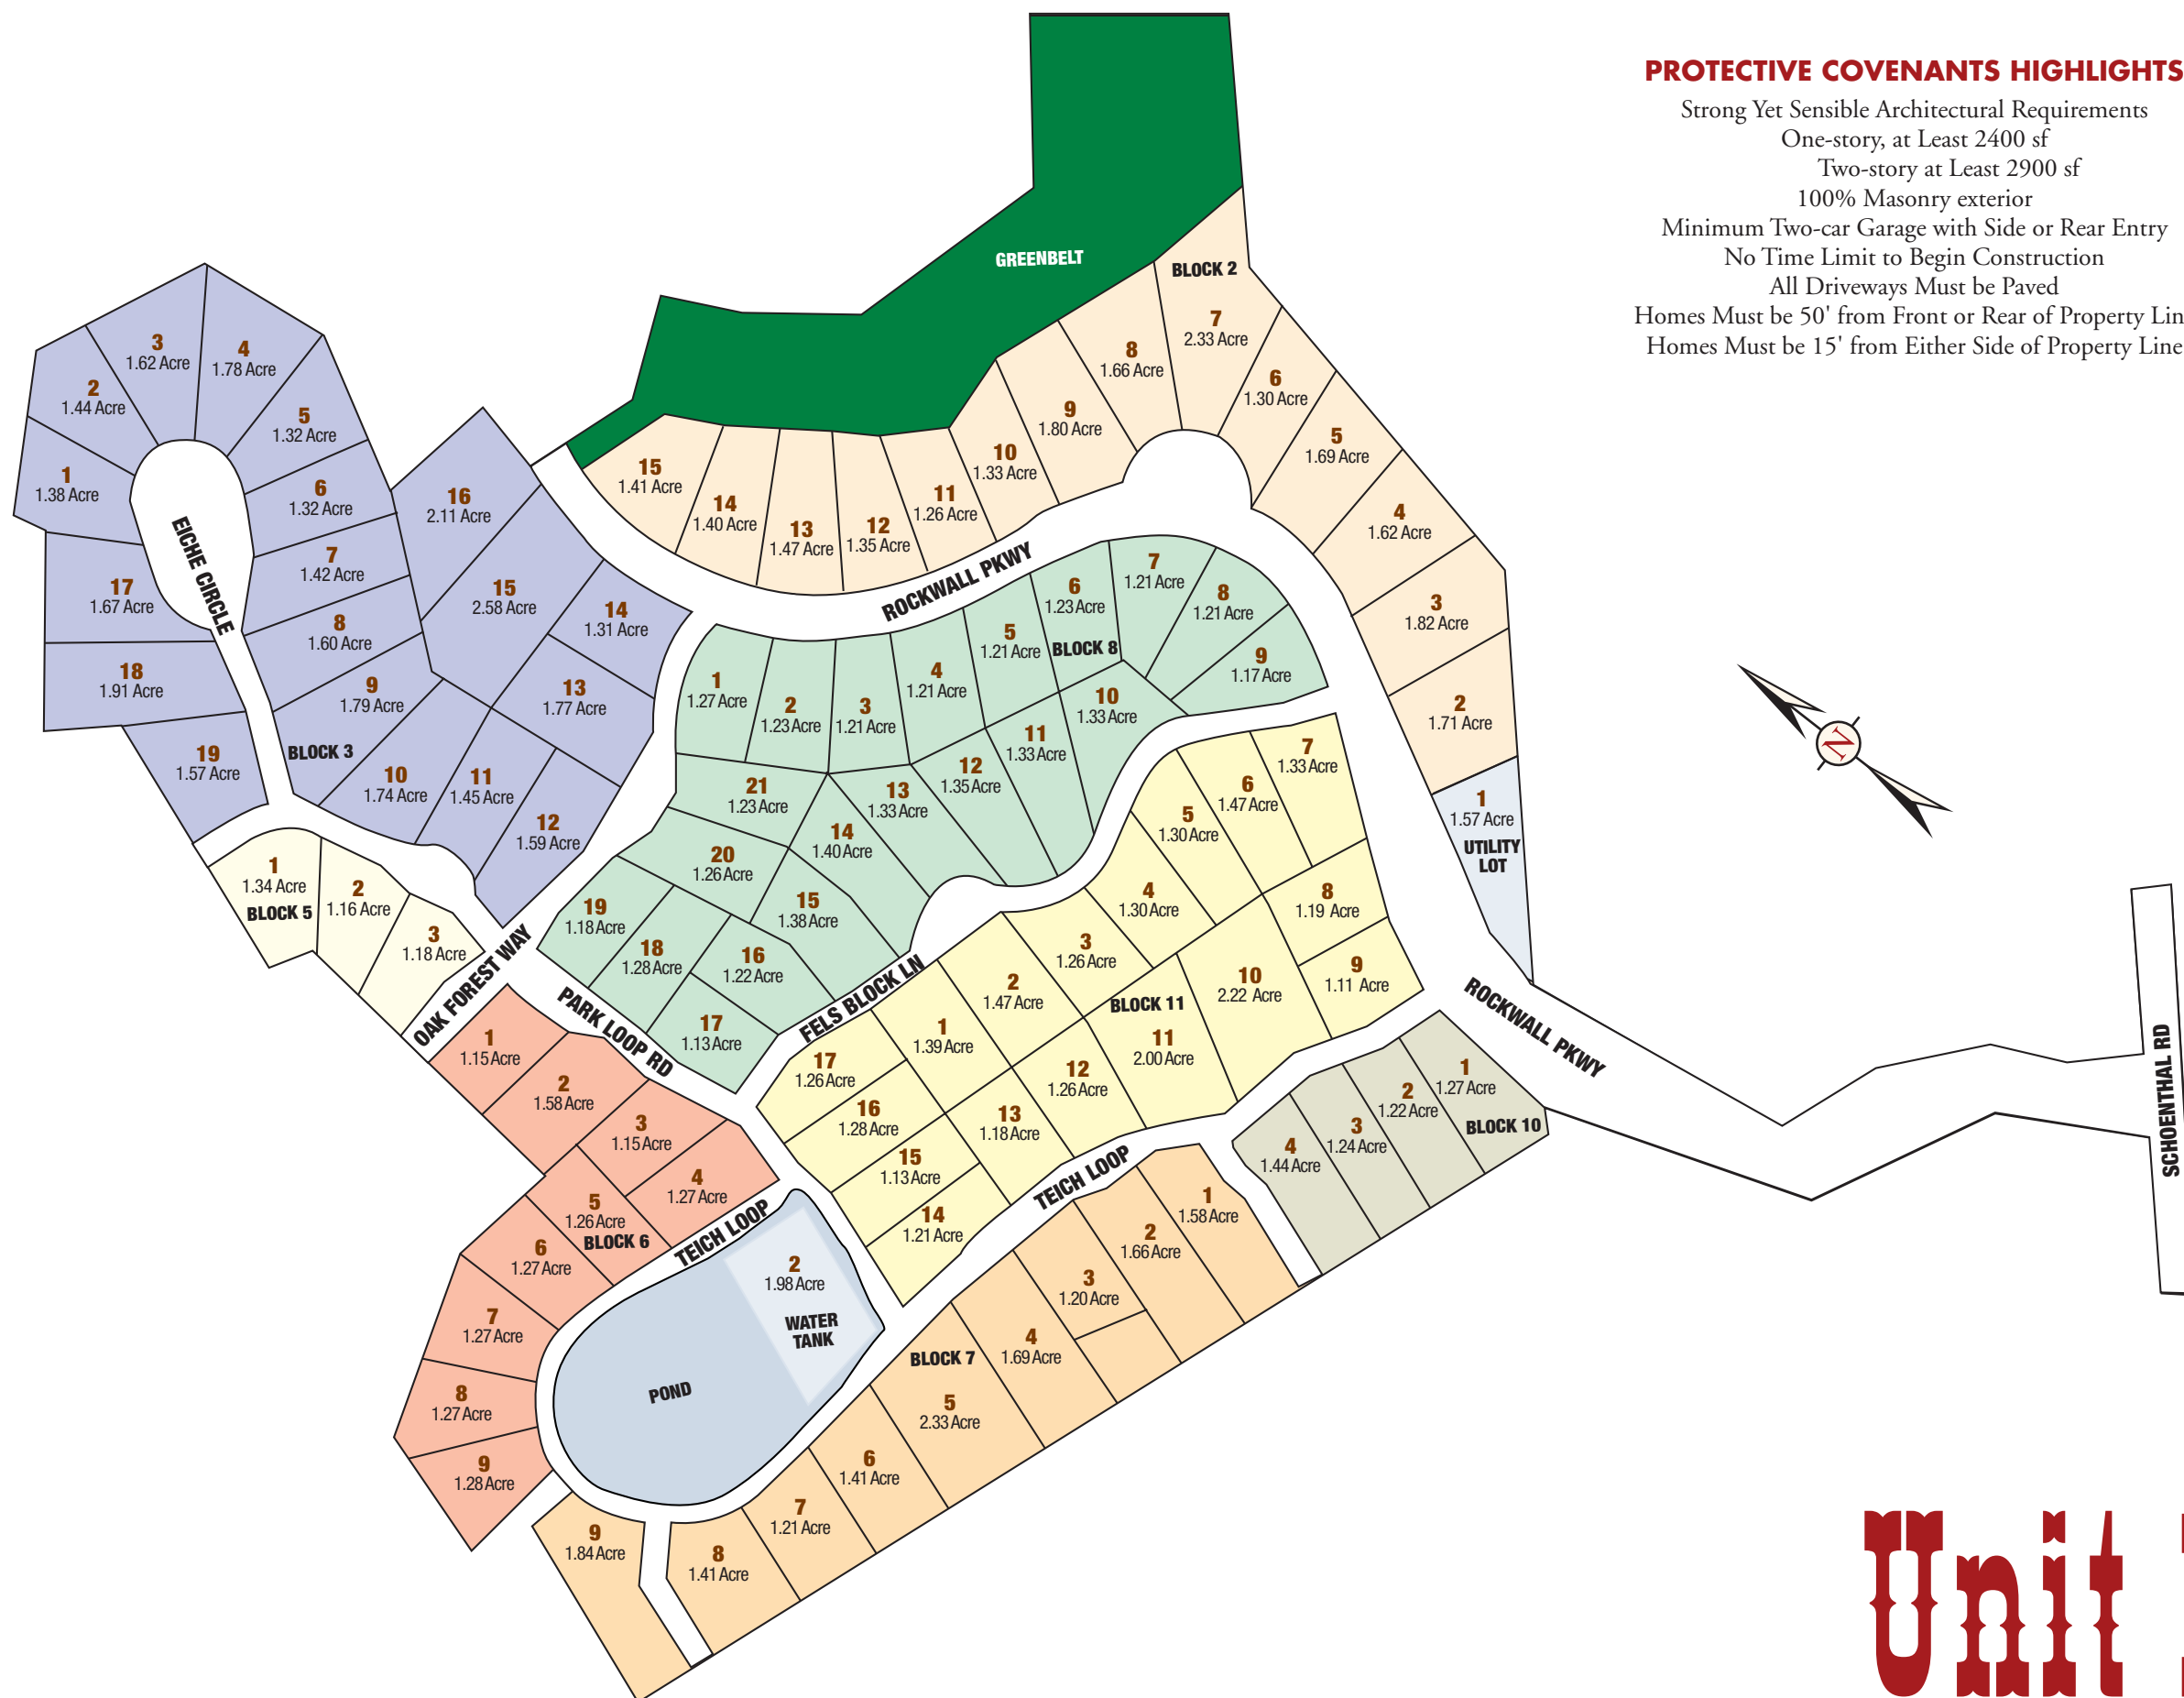 PROTECTIVE COVENANTS HIGHLIGHTS
Strong Yet Sensible Architectural Requirements
One-story, at Least 2400 sf
Two-story at Least 2900 sf
100% Masonry exterior
Minimum Two-car Garage with Side or Rear Entry
No Time Limit to Begin Construction
All Driveways Must be Paved
Homes Must be 50' from Front or Rear of Property Lin
Homes Must be 15' from Either Side of Property Line
GREENBELT
BLOCK 2
7
2.33 Acre
8
1.66 Acre
6
1.30 Acre
9
1.80 Acre
5
1.69 Acre
10
1.33 Acre
4
1.62 Acre
11
1.26 Acre
12
1.35 Acre
13
1.47 Acre
14
1.40 Acre
15
1.41 Acre
3
1.82 Acre
2
1.71 Acre
1
1.57 Acre
UTILITY
LOT
ROCKWALL PKWY
3
1.62 Acre
4
1.78 Acre
2
1.44 Acre
5
1.32 Acre
1
1.38 Acre
6
1.32 Acre
16
2.11 Acre
7
1.42 Acre
17
1.67 Acre
EICHE CIRCLE
15
2.58 Acre
14
1.31 Acre
8
1.60 Acre
18
1.91 Acre
9
1.79 Acre
13
1.77 Acre
BLOCK 3
19
1.57 Acre
10
1.74 Acre
11
1.45 Acre
12
1.59 Acre
7
1.21 Acre
6
1.23 Acre
8
1.21 Acre
5
1.21 Acre
BLOCK 8
9
1.17 Acre
4
1.21 Acre
1
1.27 Acre
2
1.23 Acre
3
1.21 Acre
10
1.33 Acre
11
1.33 Acre
12
1.35 Acre
13
1.33 Acre
21
1.23 Acre
14
1.40 Acre
20
1.26 Acre
15
1.38 Acre
19
1.18 Acre
18
1.28 Acre
16
1.22 Acre
17
1.13 Acre
N
1
1.34 Acre
BLOCK 5
2
1.16 Acre
3
1.18 Acre
OAK FOREST WAY
PARK LOOP RD
FELS BLOCK LN
7
1.33 Acre
6
1.47 Acre
5
1.30 Acre
4
1.30 Acre
8
1.19 Acre
3
1.26 Acre
9
1.11 Acre
2
1.47 Acre
10
2.22 Acre
BLOCK 11
1
1.39 Acre
11
2.00 Acre
17
1.26 Acre
12
1.26 Acre
16
1.28 Acre
13
1.18 Acre
15
1.13 Acre
14
1.21 Acre
ROCKWALL PKWY
SCHOENTHAL RD
1
1.27 Acre
2
1.22 Acre
BLOCK 10
3
1.24 Acre
4
1.44 Acre
TEICH LOOP
1
1.15 Acre
2
1.58 Acre
3
1.15 Acre
4
1.27 Acre
5
1.26 Acre
BLOCK 6
6
1.27 Acre
7
1.27 Acre
8
1.27 Acre
9
1.28 Acre
TEICH LOOP
2
1.98 Acre
WATER
TANK
POND
1
1.58 Acre
2
1.66 Acre
3
1.20 Acre
4
1.69 Acre
BLOCK 7
5
2.33 Acre
6
1.41 Acre
7
1.21 Acre
8
1.41 Acre
9
1.84 Acre
Unit